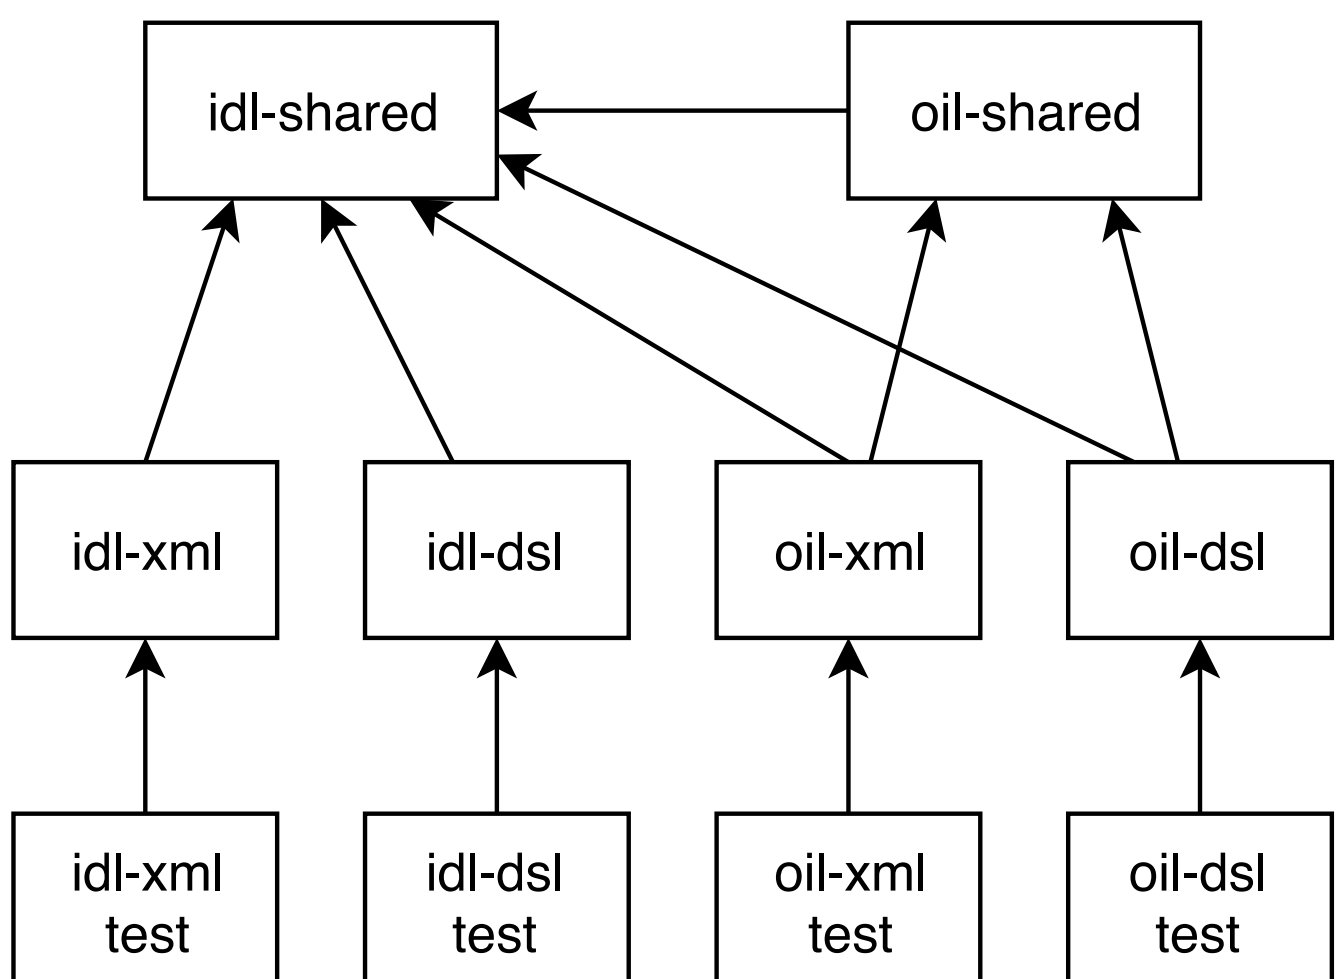 idl-shared
oil-shared
idl-xml
idl-dsl
oil-xml
oil-dsl
idl-xml
test
idl-dsl
test
oil-xml
test
oil-dsl
test